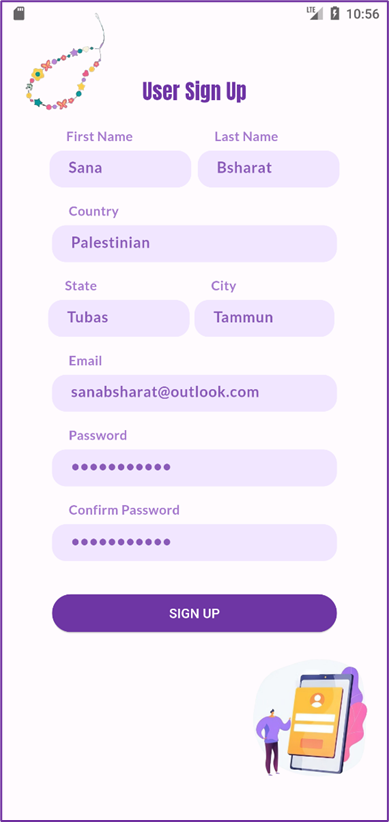 LTE 10:56
User Sign Up
First Name Last Name
Sana Bsharat
Country
Palestinian
State City
Tubas Tammun
Email
sanabsharat@outlook.com
Password
•••••••••••
Confirm Password
•••••••••••
SIGN UP